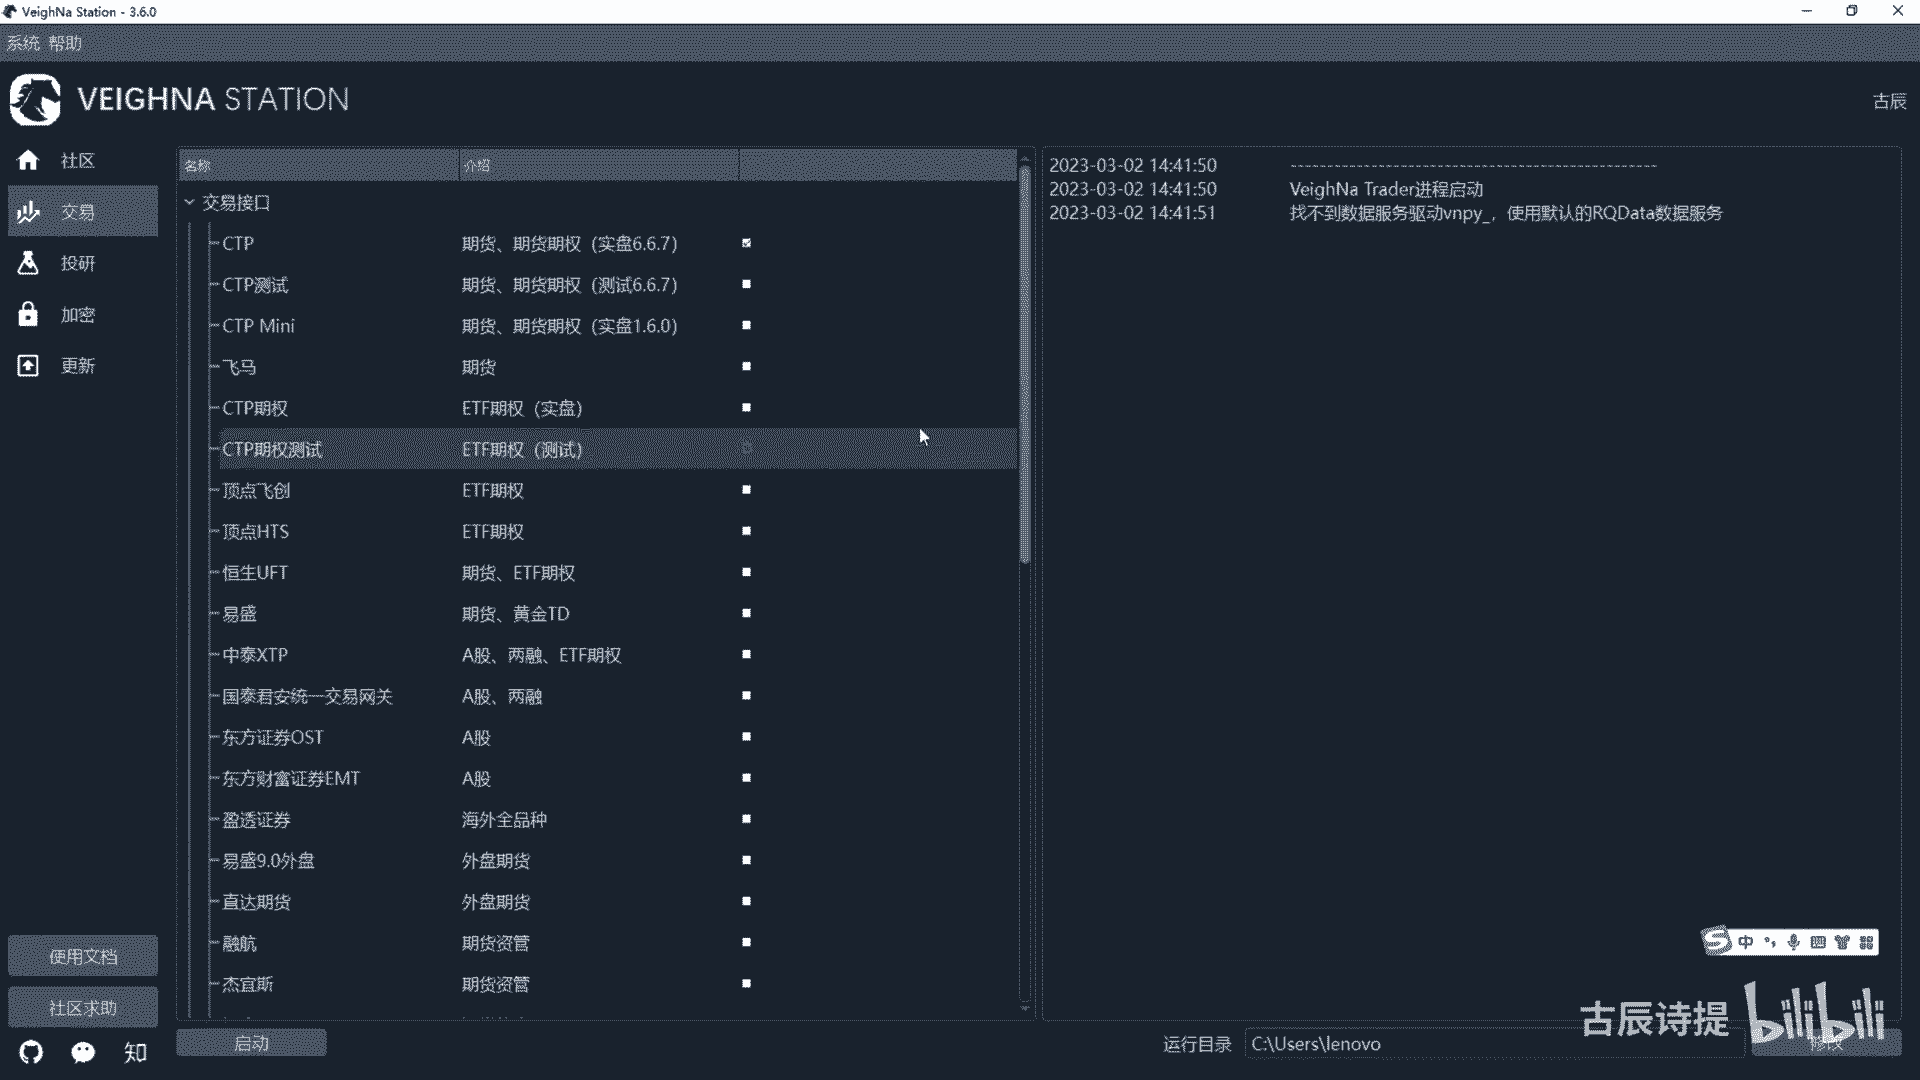 VeighNa Station - 3.6.0
系统 帮助
VEIGHNA STATION
古辰
社区
交易
投研
加密
更新
使用文档
社区求助
知
名称 介绍
交易接口
CTP 期货、期货期权（实盘6.6.7）
CTP测试 期货、期货期权（测试6.6.7）
CTP Mini 期货、期货期权（实盘1.6.0）
飞马 期货
CTP期权 ETF期权（实盘）
CTP期权测试 ETF期权（测试）
顶点飞创 ETF期权
顶点HTS ETF期权
恒生UFT 期货、ETF期权
易盛 期货、黄金TD
中泰XTP A股、两融、ETF期权
国泰君安统一交易网关 A股、两融
东方证券OST A股
东方财富证券EMT A股
盈透证券 海外全品种
易盛9.0外盘 外盘期货
直达期货 外盘期货
融航 期货资管
杰宜斯 期货资管
启动
2023-03-02 14:41:50 --------------------------------------------------
2023-03-02 14:41:50 VeighNa Trader进程启动
2023-03-02 14:41:51 找不到数据服务驱动vnpy_，使用默认的RQData数据服务
中
古辰诗提 bilibili
运行目录 C:\Users\lenovo 修改